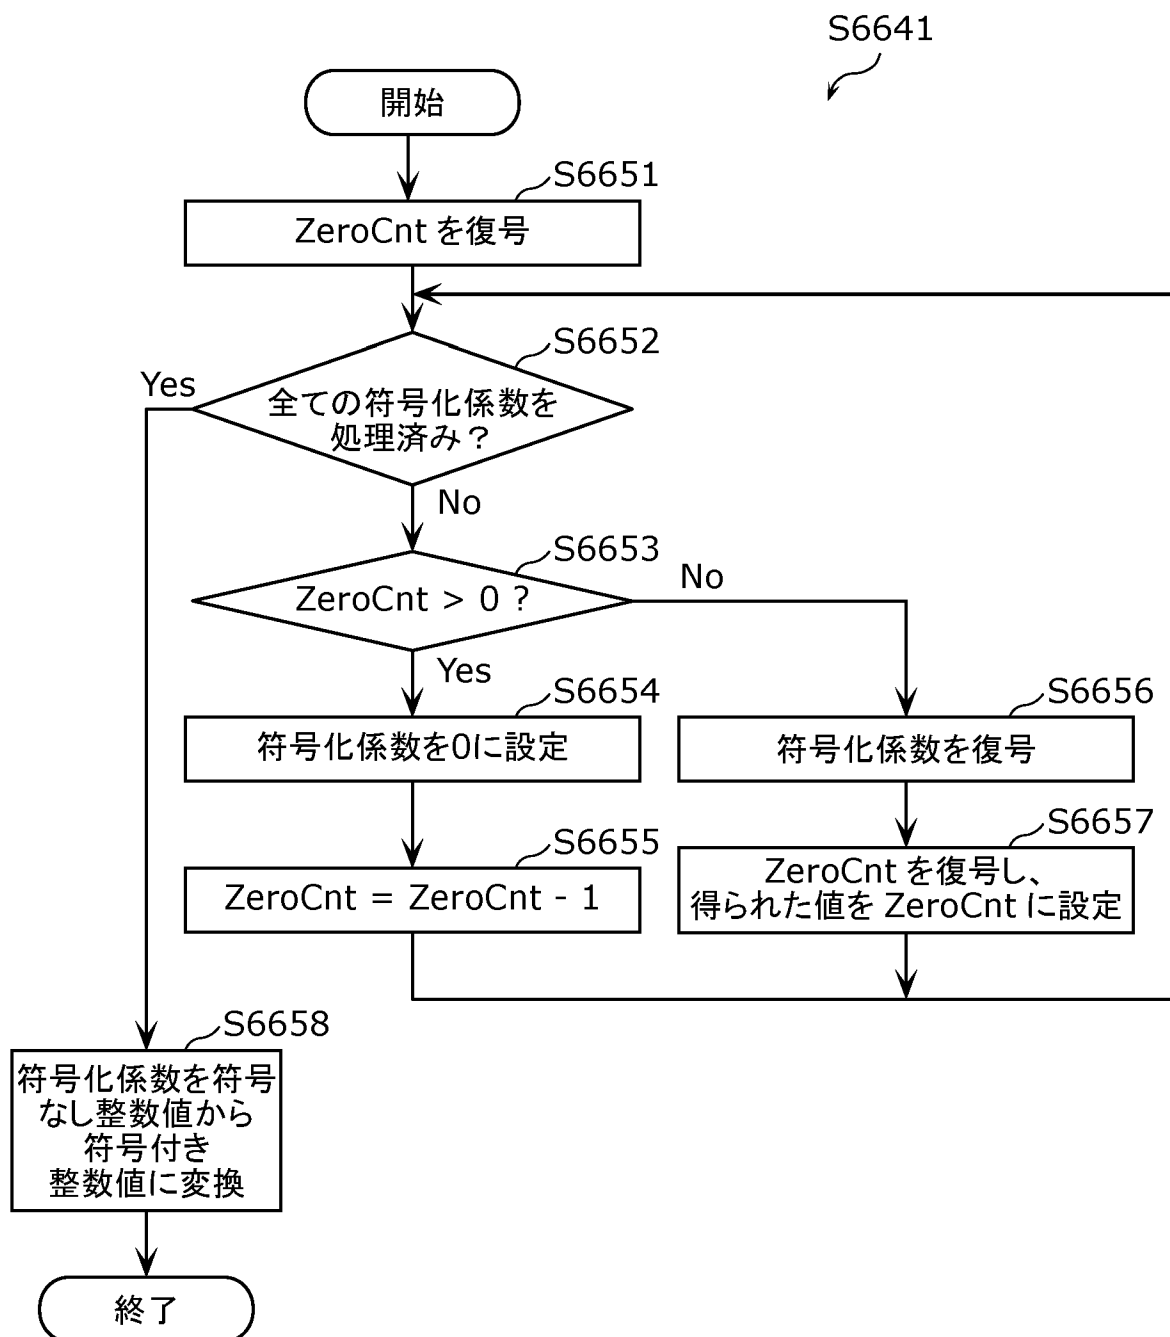 S6641
開始
S6651
ZeroCnt を復号
S6652
Yes
全ての符号化係数を
処理済み？
No
S6653
ZeroCnt > 0 ?
No
Yes
S6654
符号化係数を0に設定
S6656
符号化係数を復号
S6655
ZeroCnt = ZeroCnt - 1
S6657
ZeroCnt を復号し、
得られた値を ZeroCnt に設定
S6658
符号化係数を符号
なし整数値から
符号付き
整数値に変換
終了